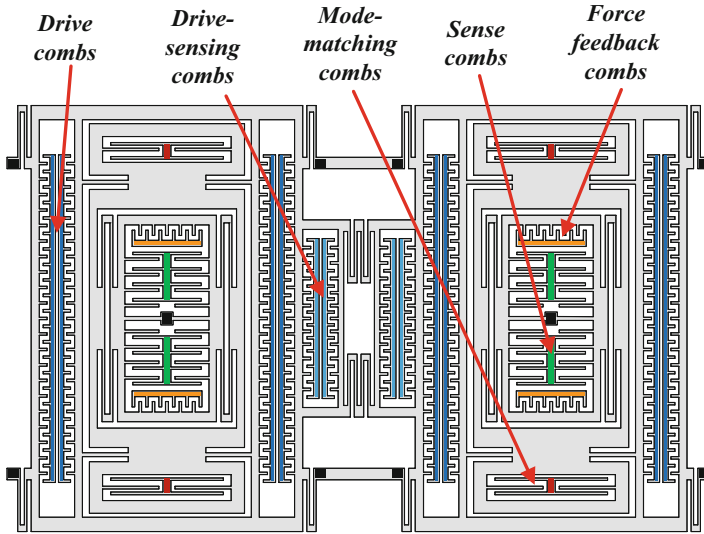 Drive
combs
Drive-
sensing
combs
Mode-
matching
combs
Sense
combs
Force
feedback
combs